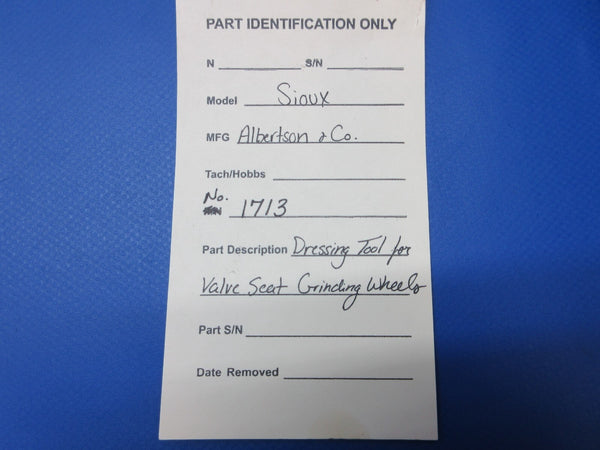 PART IDENTIFICATION ONLY
N S/N
Model Sioux
MFG Albertson & Co.
Tach/Hobbs
No.
1713
Part Description Dressing Tool for
Valve Seat Grinding Wheels
Part S/N
Date Removed